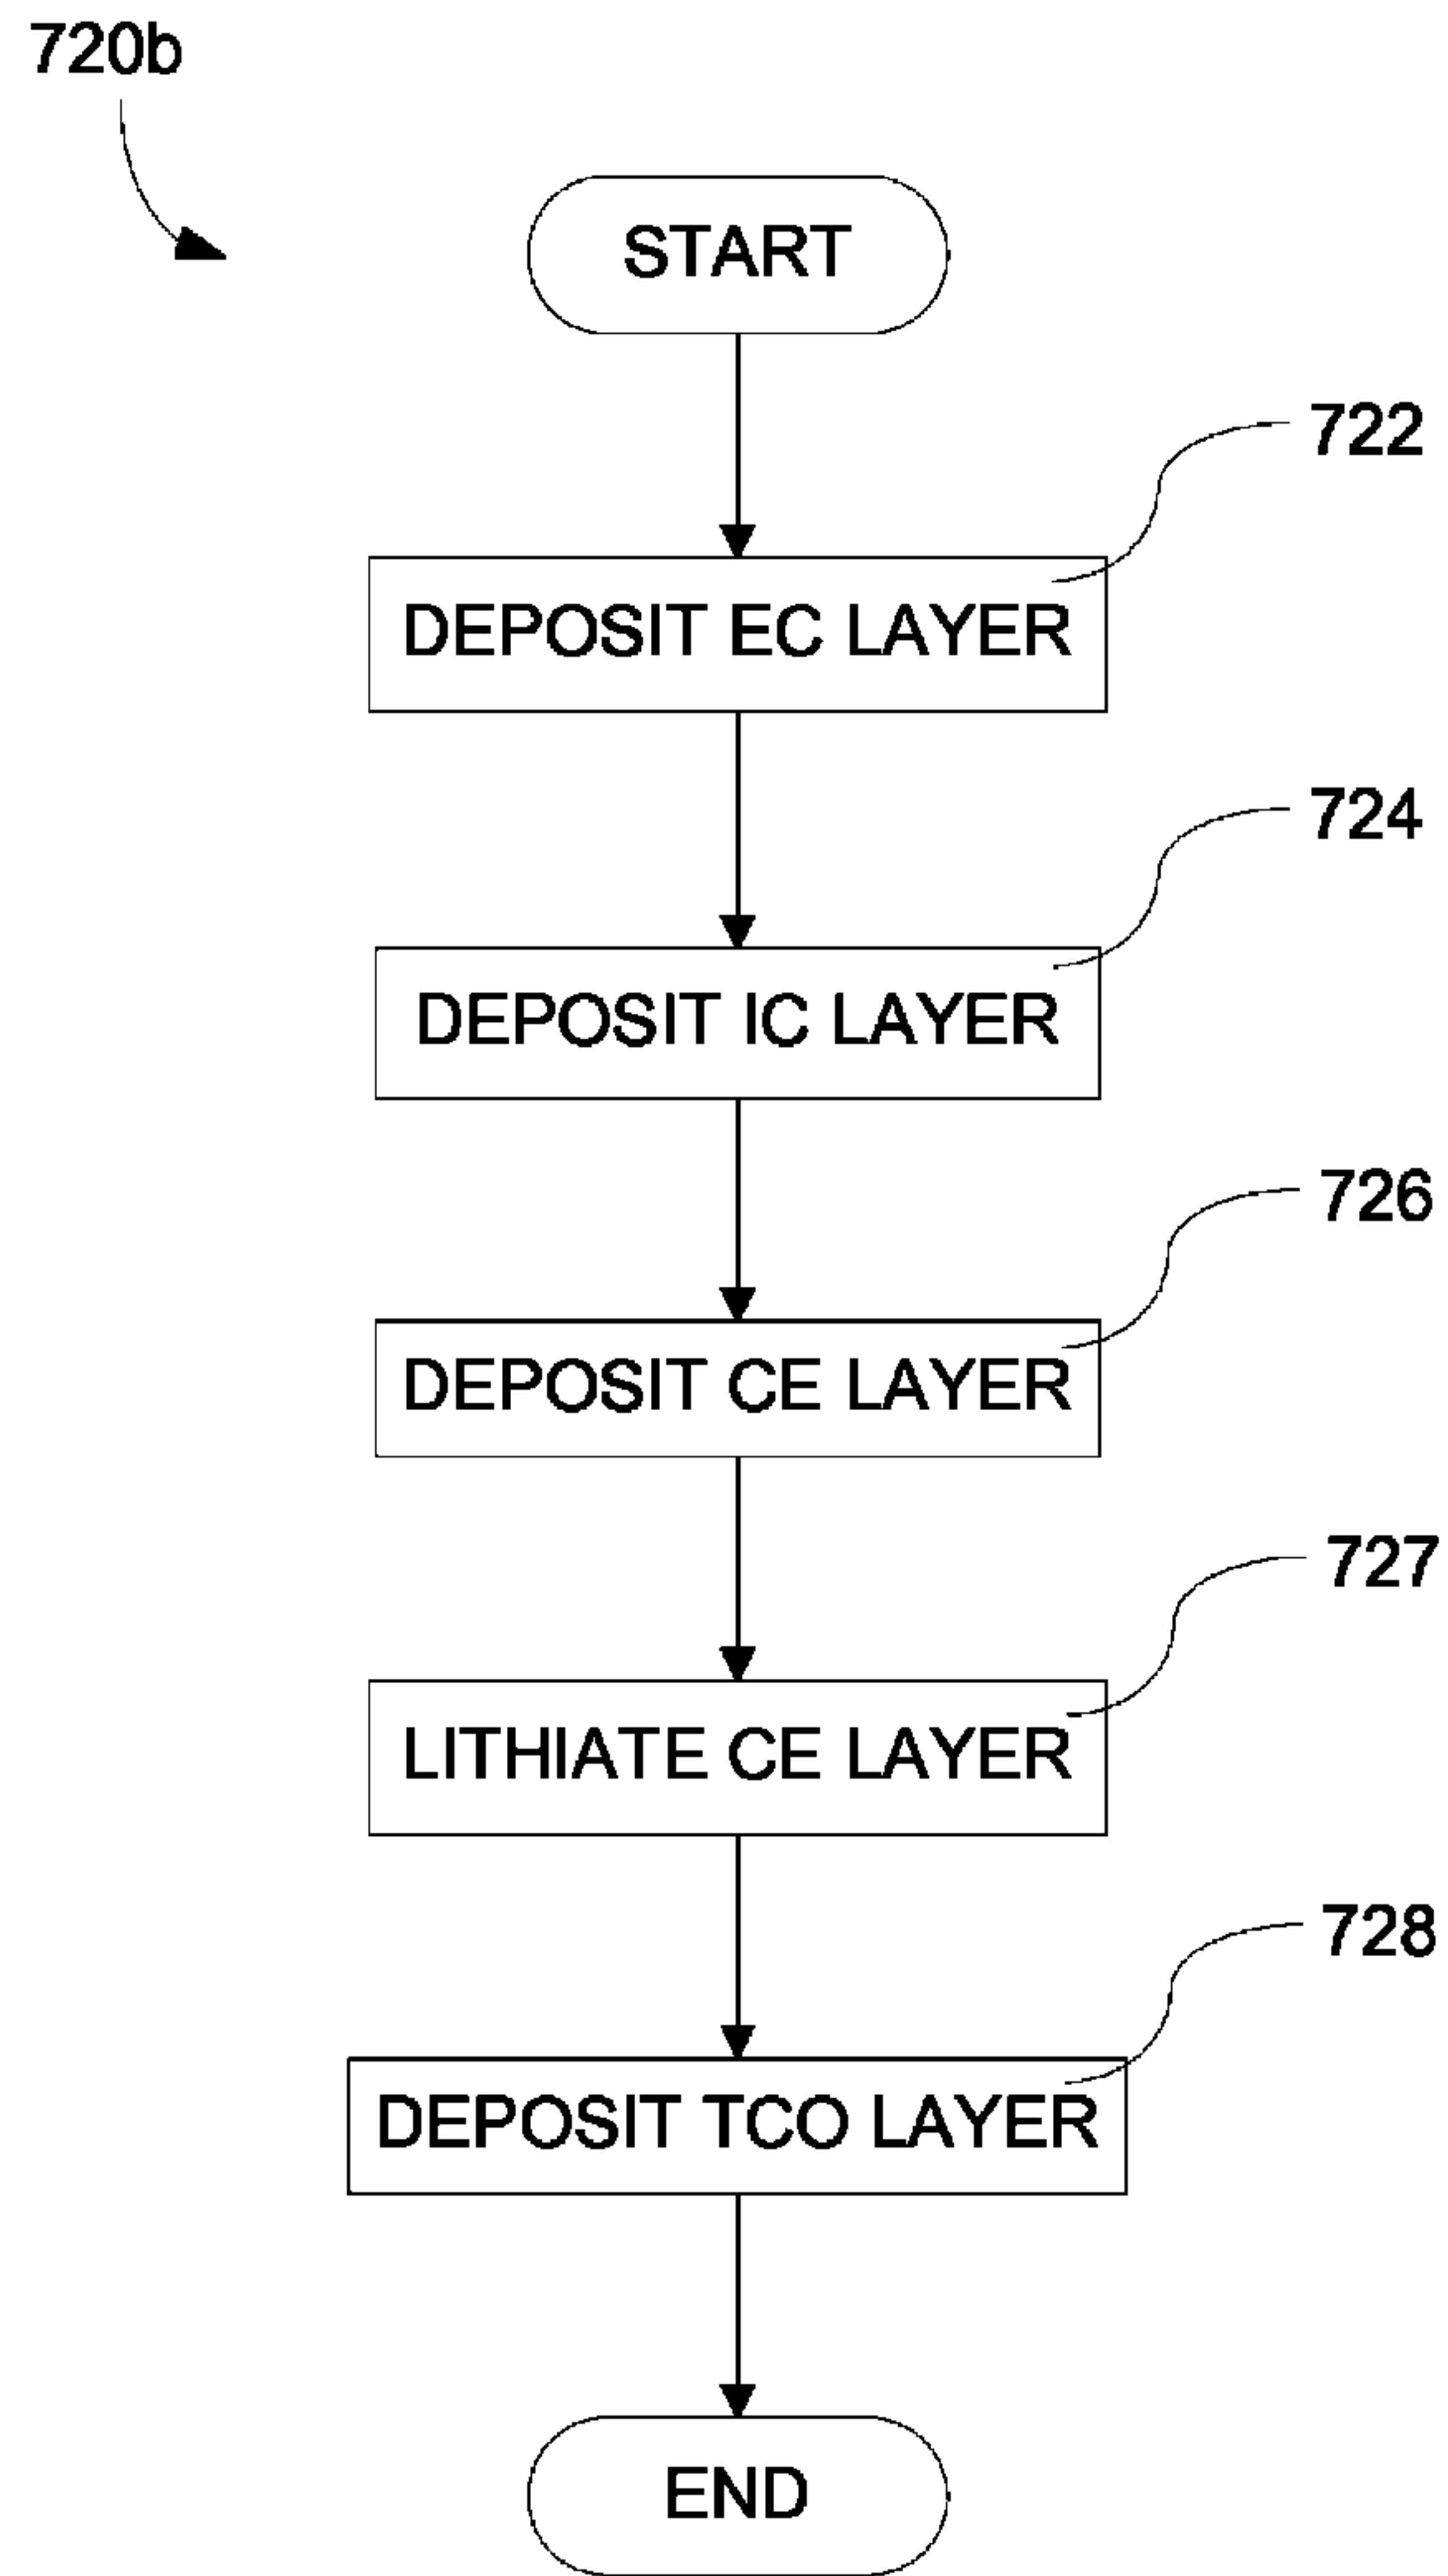 720b
START
722
DEPOSIT EC LAYER
724
DEPOSIT IC LAYER
726
DEPOSIT CE LAYER
727
LITHIATE CE LAYER
728
DEPOSIT TCO LAYER
END